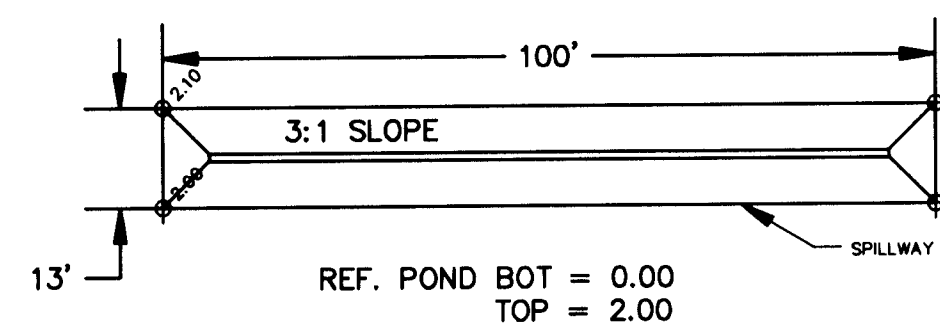 100'
2.10
3:1 SLOPE
2.00
SPILLWAY
13'
REF. POND BOT = 0.00
TOP = 2.00